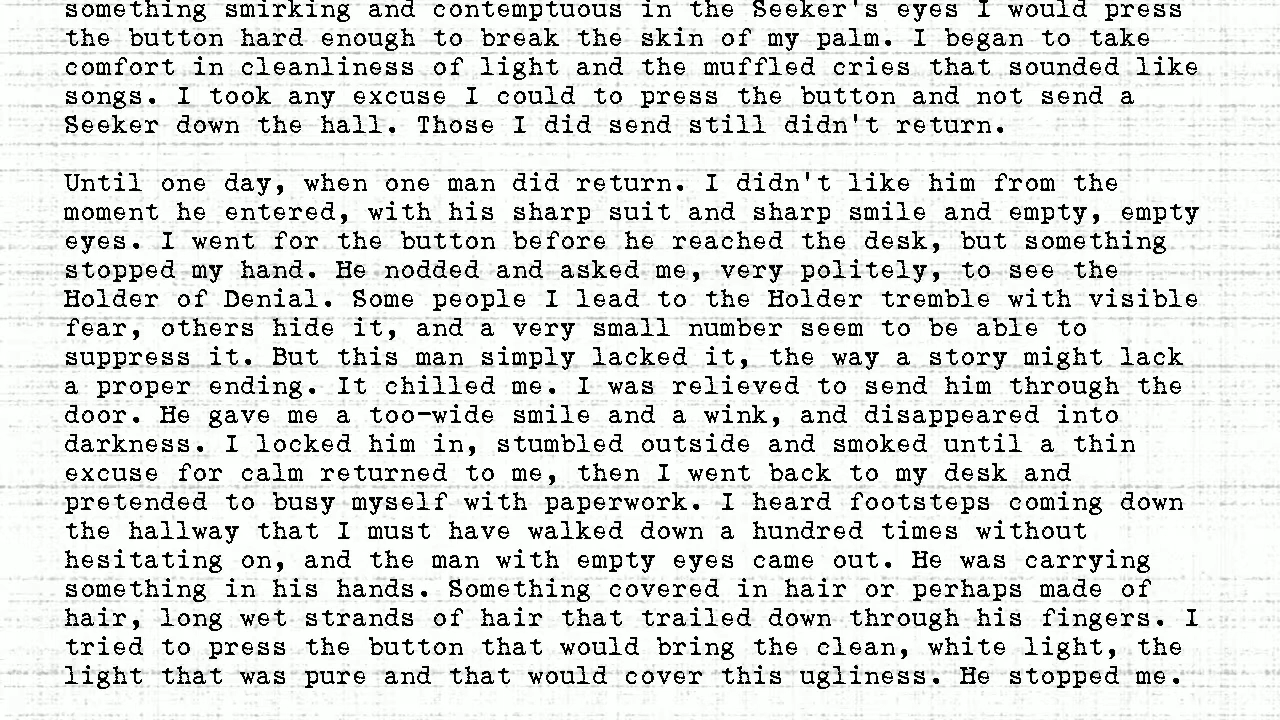 something smirking and contemptuous in the Seeker's eyes I would press
the button hard enough to break the skin of my palm. I began to take
comfort in cleanliness of light and the muffled cries that sounded like
songs. I took any excuse I could to press the button and not send a
Seeker down the hall. Those I did send still didn't return.

Until one day, when one man did return. I didn't like him from the
moment he entered, with his sharp suit and sharp smile and empty, empty
eyes. I went for the button before he reached the desk, but something
stopped my hand. He nodded and asked me, very politely, to see the
Holder of Denial. Some people I lead to the Holder tremble with visible
fear, others hide it, and a very small number seem to be able to
suppress it. But this man simply lacked it, the way a story might lack
a proper ending. It chilled me. I was relieved to send him through the
door. He gave me a too-wide smile and a wink, and disappeared into
darkness. I locked him in, stumbled outside and smoked until a thin
excuse for calm returned to me, then I went back to my desk and
pretended to busy myself with paperwork. I heard footsteps coming down
the hallway that I must have walked down a hundred times without
hesitating on, and the man with empty eyes came out. He was carrying
something in his hands. Something covered in hair or perhaps made of
hair, long wet strands of hair that trailed down through his fingers. I
tried to press the button that would bring the clean, white light, the
light that was pure and that would cover this ugliness. He stopped me.